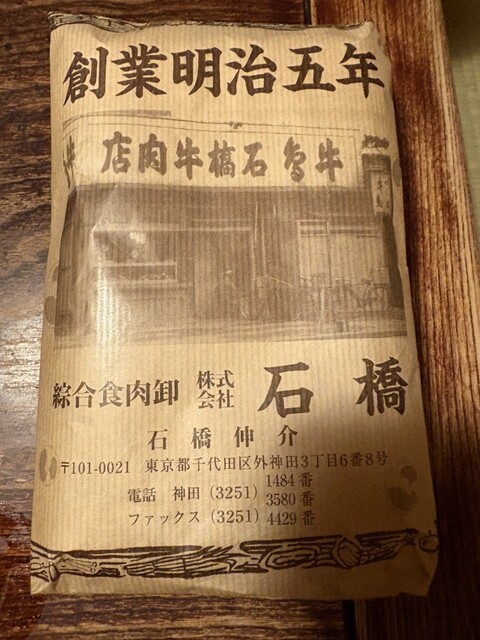 創業明治五年
店肉牛橋石 鳥牛
綜合食肉卸 株式会社 石橋
石橋仲介
〒101-0021 東京都千代田区外神田3丁目6番8号
電話 神田(3251)1484番
3580番
ファックス(3251)4429番